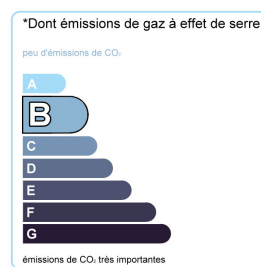 *Dont émissions de gaz à effet de serre
peu d'émissions de CO₂
A
B
C
D
E
F
G
émissions de CO₂ très importantes